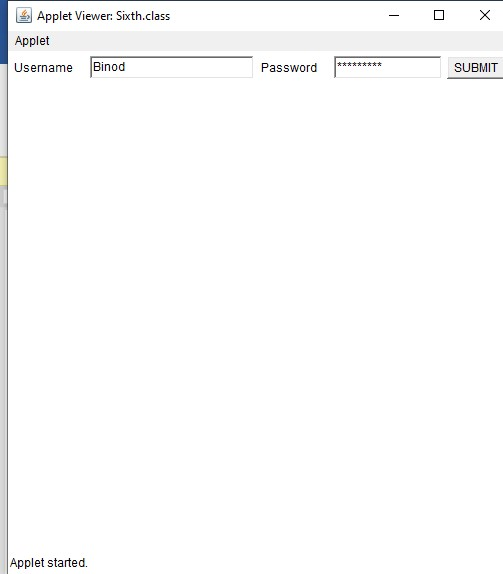 Applet Viewer: Sixth.class
Applet
Username Binod Password ********* SUBMIT
Applet started.